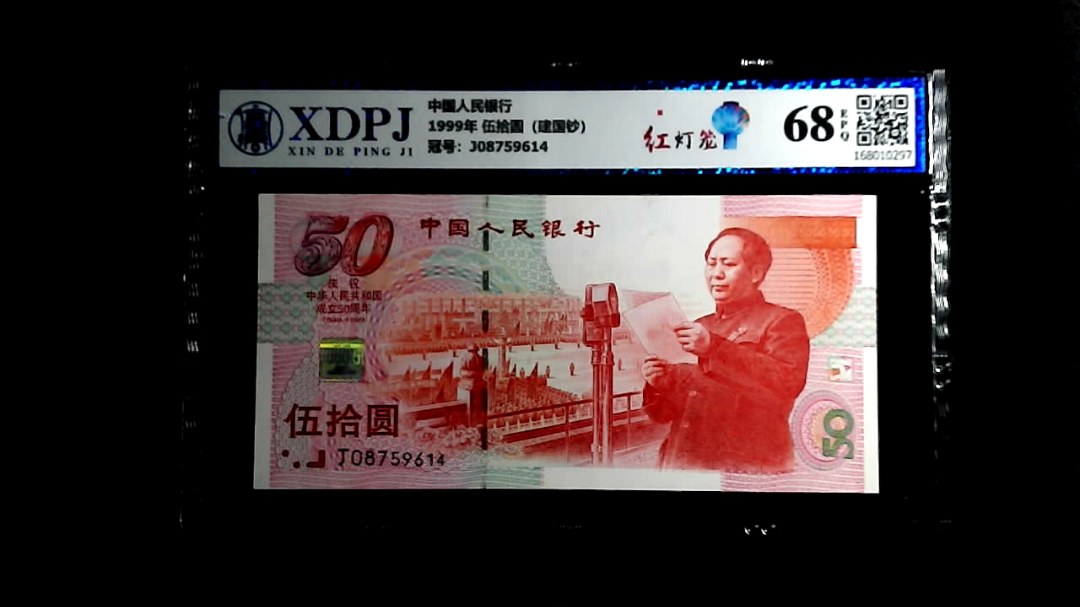 XDPJ
XIN DE PING JI
中国人民银行
1999年 伍拾圆 (建国钞)
冠号: J08759614
红灯笼
68
EPQ
168010297
50
中国人民银行
庆祝
中华人民共和国
成立50周年
伍拾圆
J08759614
50